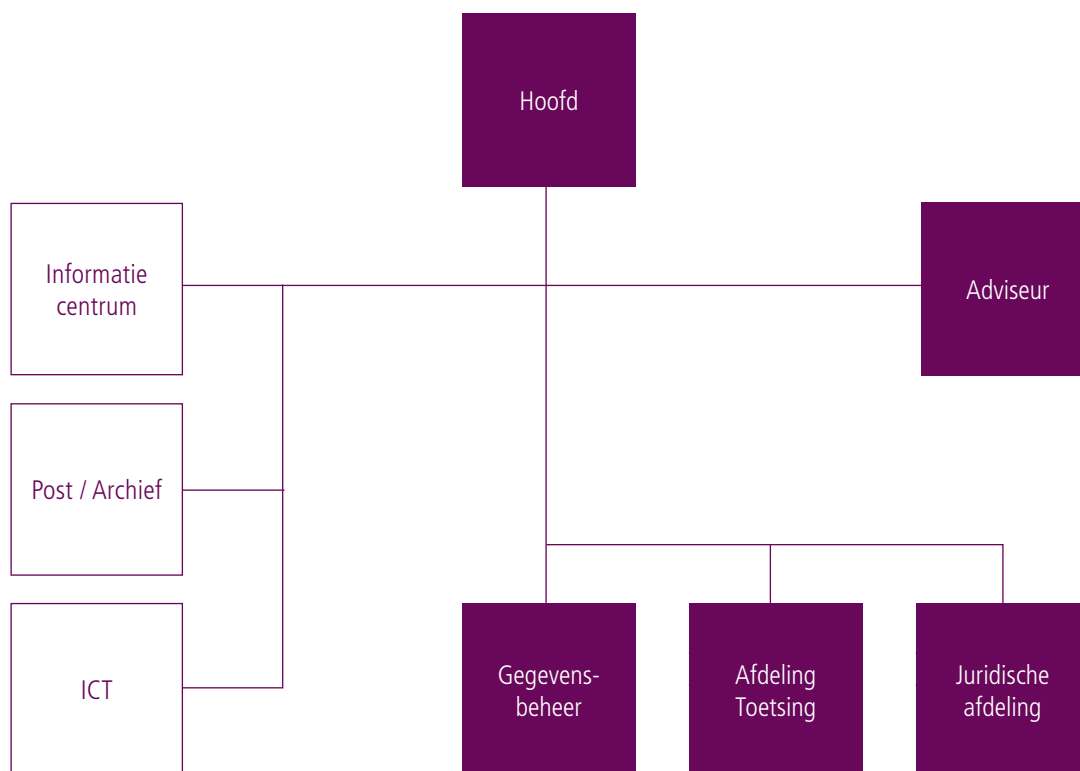 Hoofd
Informatie
centrum
Adviseur
Post / Archief
ICT
Gegevens-
beheer
Afdeling
Toetsing
Juridische
afdeling